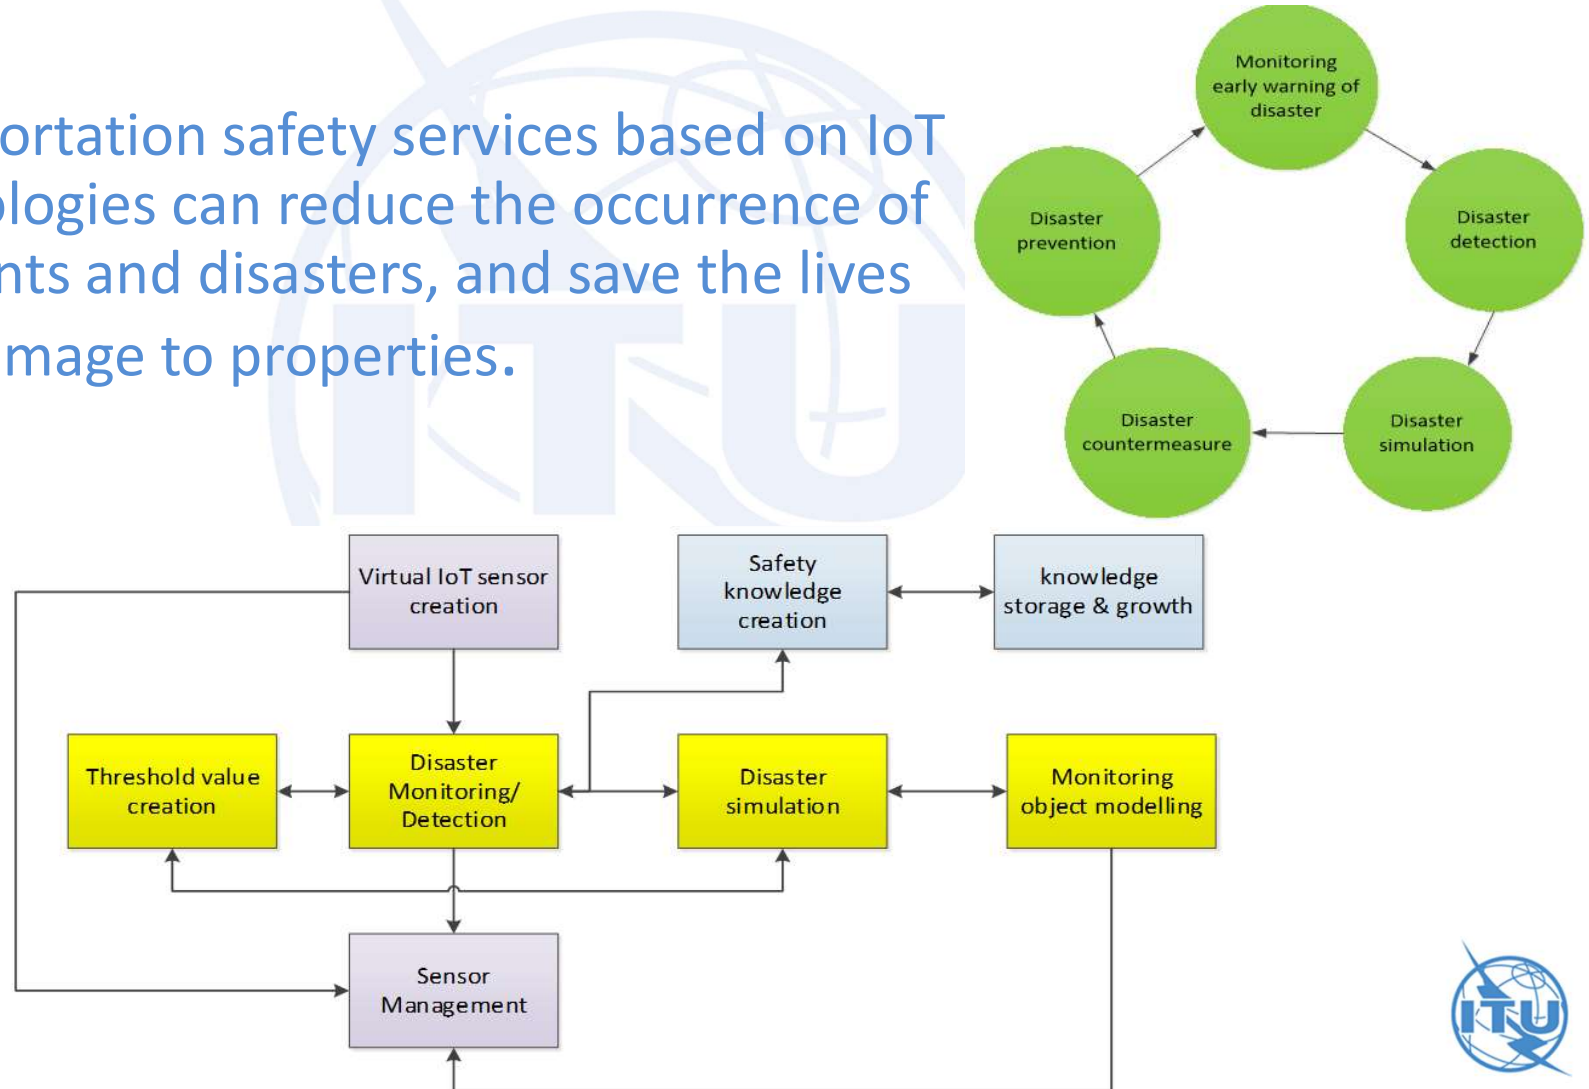 ortation safety services based on IoT
ologies can reduce the occurrence of
nts and disasters, and save the lives
mage to properties.
Monitoring
early warning of
disaster
Disaster
prevention
Disaster
detection
Disaster
countermeasure
Disaster
simulation
ITU
Virtual IoT sensor
creation
Safety
knowledge
creation
knowledge
storage & growth
Threshold value
creation
Disaster
Monitoring/
Detection
Disaster
simulation
Monitoring
object modelling
Sensor
Management
ITU